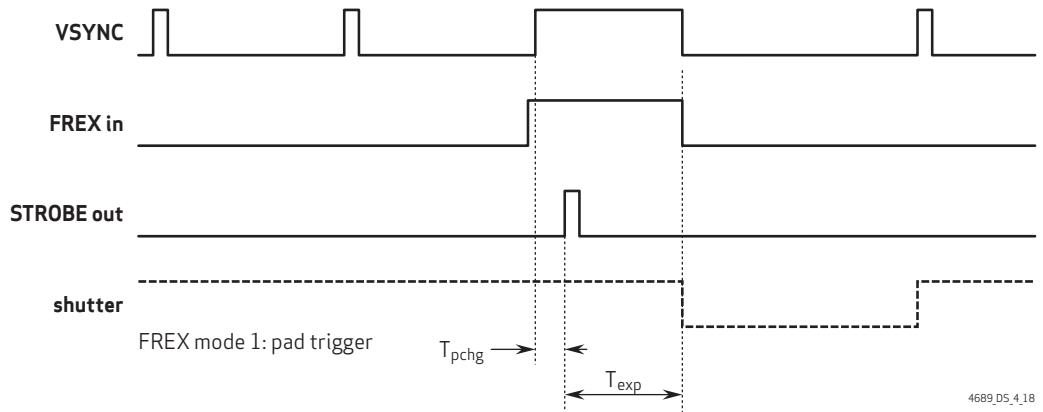 VSYNC
FREX in
STROBE out
shutter
FREX mode 1: pad trigger
Tpchg
Texp
4689_DS_4_18